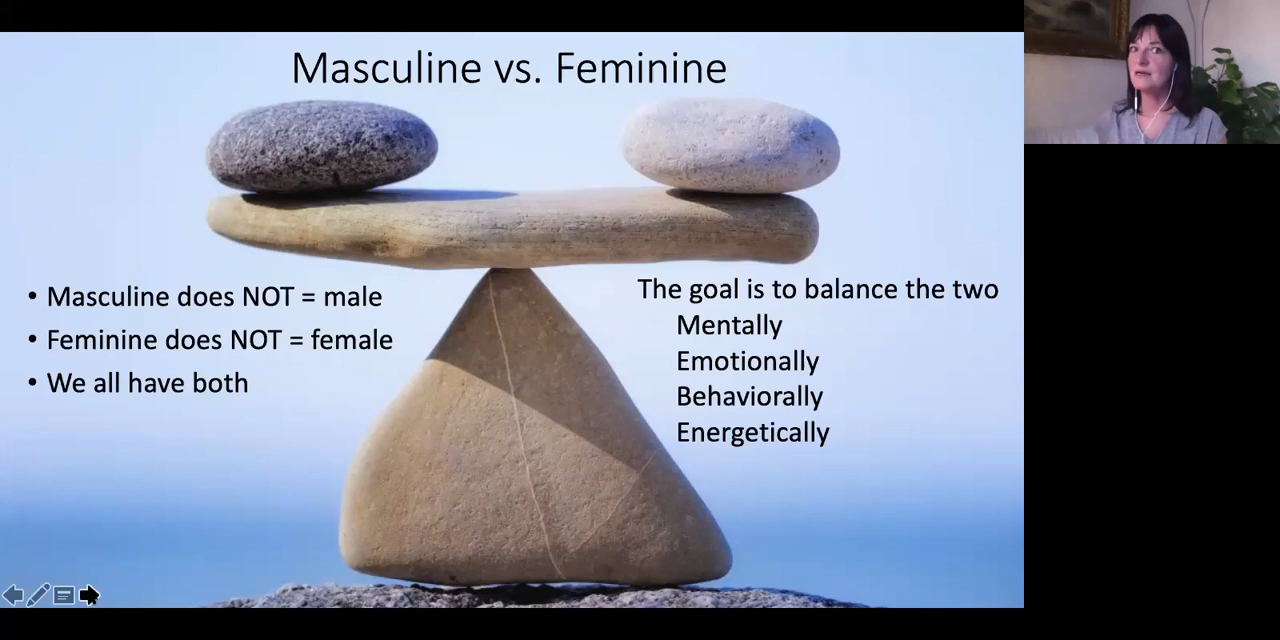 Masculine vs. Feminine
• Masculine does NOT = male
• Feminine does NOT = female
• We all have both
The goal is to balance the two
Mentally
Emotionally
Behaviorally
Energetically